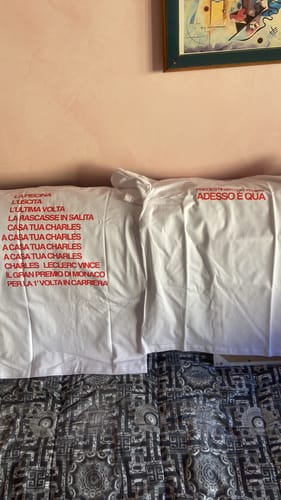 LA PISCINA
L'USCITA
L'ULTIMA VOLTA
LA RASCASSE IN SALITA
CASA TUA CHARLES
A CASA TUA CHARLES
A CASA TUA CHARLES
A CASA TUA CHARLES
CHARLES LECLERC VINCE
IL GRAN PREMIO DI MONACO
PER LA 1ª VOLTA IN CARRIERA
ADESSO È QUA